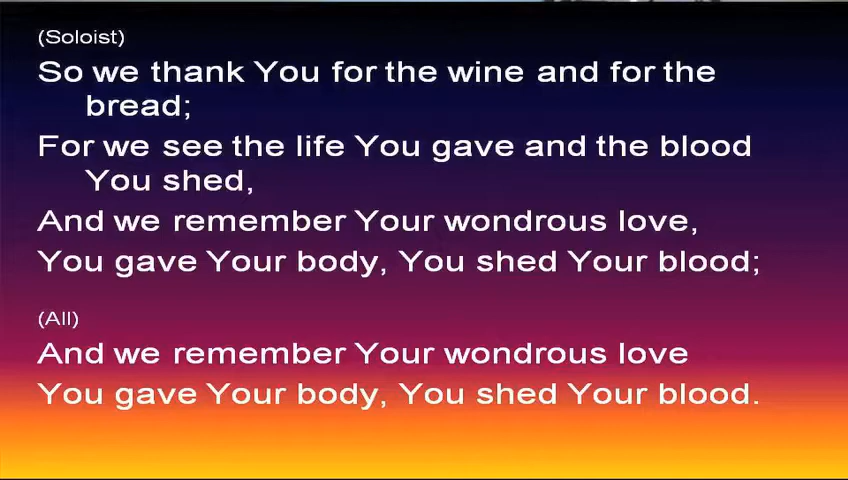 (Soloist)
So we thank You for the wine and for the
bread;
For we see the life You gave and the blood
You shed,
And we remember Your wondrous love,
You gave Your body, You shed Your blood;
(All)
And we remember Your wondrous love
You gave Your body, You shed Your blood.